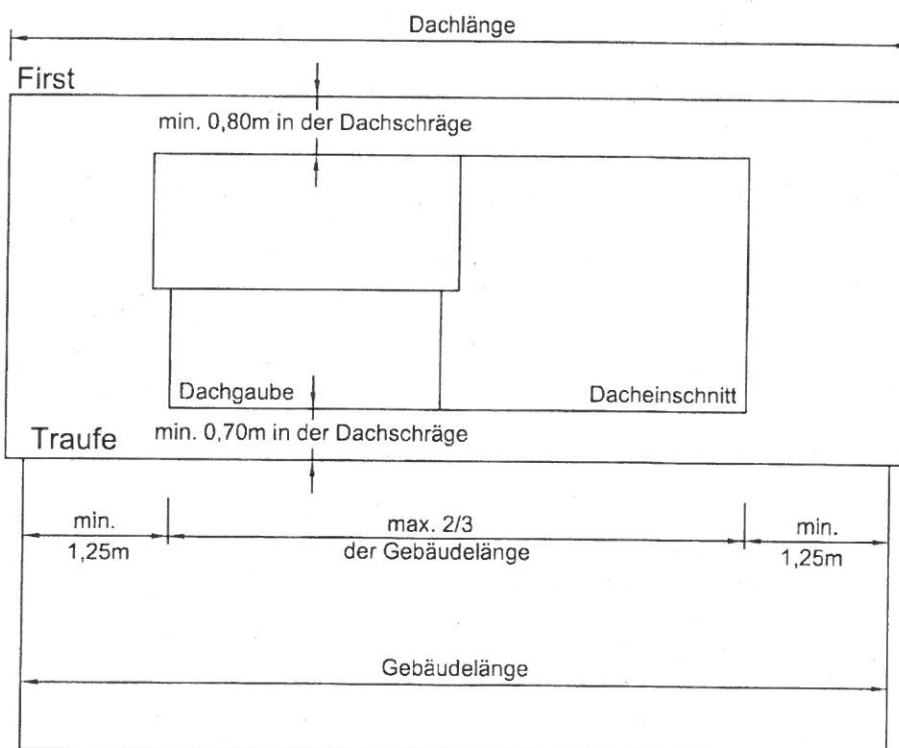 Dachlänge
First
min. 0,80m in der Dachschräge
Dachgaube
Dacheinschnitt
Traufe
min. 0,70m in der Dachschräge
min.
1,25m
max. 2/3
der Gebäudelänge
min.
1,25m
Gebäudelänge